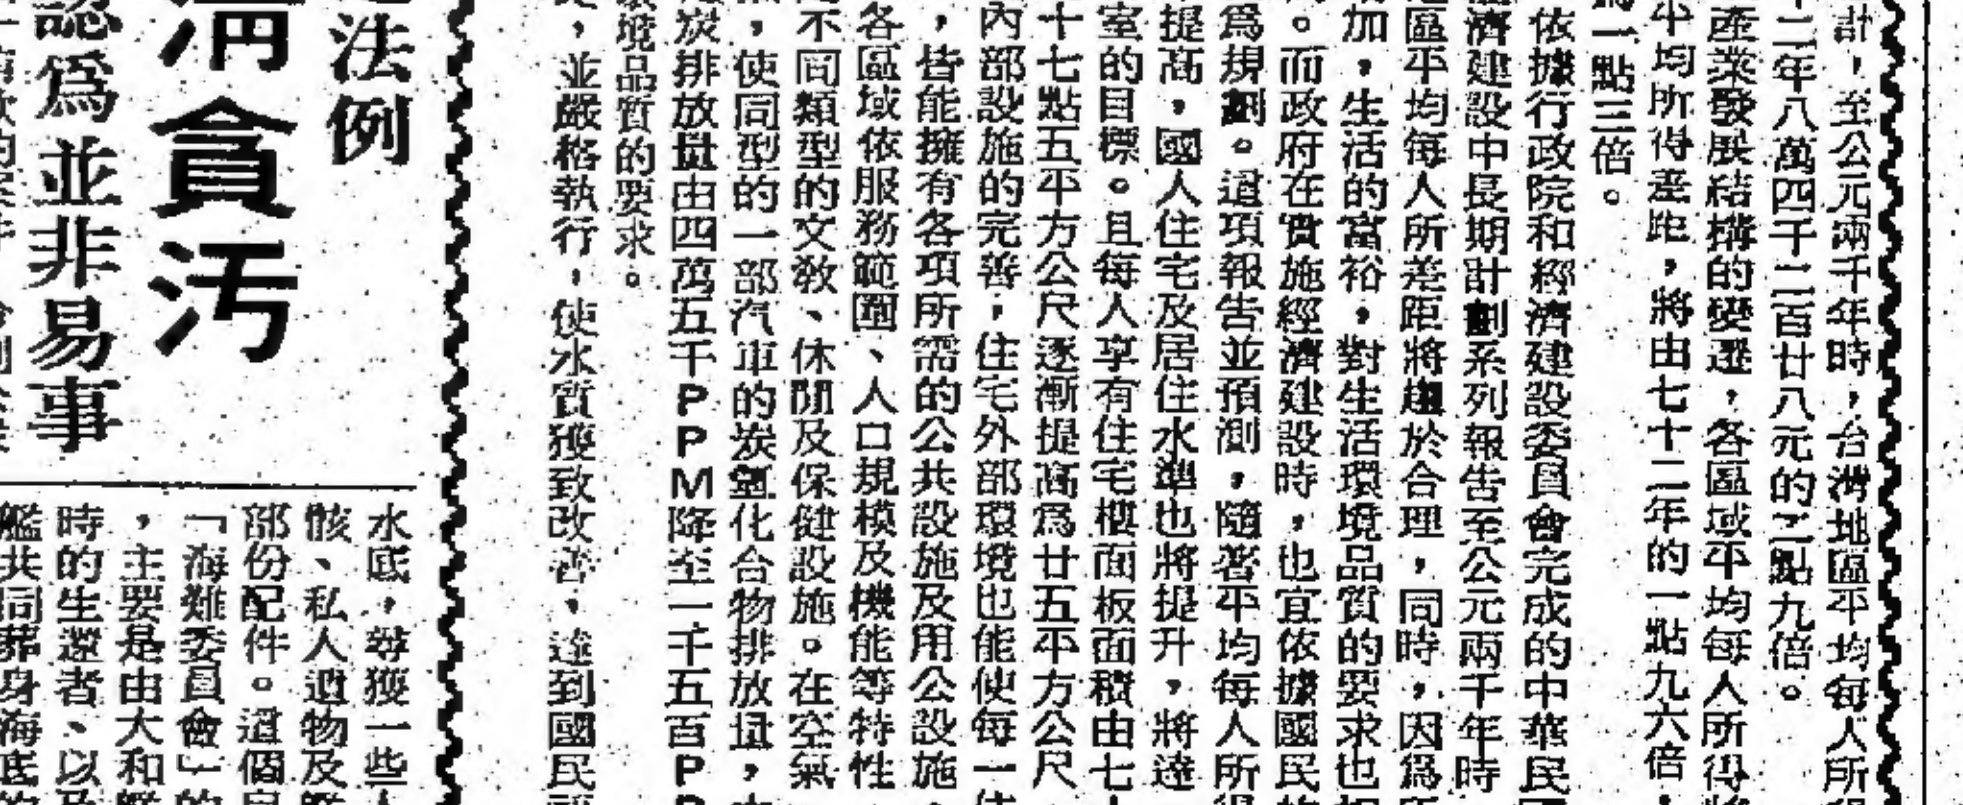 計，至公元兩千年時，台灣地區平均每人所
十二年八萬四千二百廿八元的二點九倍。
產業發展結構的變遷，各區域平均每人所得將
平均所得差距，將由七十二年的一點九六倍，
為一點三倍。
依據行政院和經濟建設委員會完成的中華民國
濟建設中長期計劃系列報告至公元兩千年時
區平均每人所差距將趨於合理，同時，因為所
加，生活的富裕，對生活環境品質的要求也
。而政府在實施經濟建設時，也宜依據國民
為規劃。這項報告並預測，隨著平均每人所得
提高，國人住宅及居住水準也將提升，將達
室的目標。且每人享有住宅樓面板面積由七十
十七點五平方公尺逐漸提高為廿五平方公尺
內部設施的完善，住宅外部環境也能使每一住
，皆能擁有各項所需的公共設施及用公設施，
各區域依服務範圍、人口規模及機能等特性
不同類型的文教、休閒及保健設施。在空氣
，使同型的一部汽車的炭氫化合物排放量，由
炭排放量由四萬五千PPM降至一千五百P
環境品質的要求。
，並嚴格執行，使水質獲致改善，達到國民
法例
清貪汚
認為並非易事
水底，尋獲一些人
骸、私人遺物及艦
部份配件。這個
「海難委員會」的
，主要是由大和艦
時的生還者、以及
艦共同葬身海底的